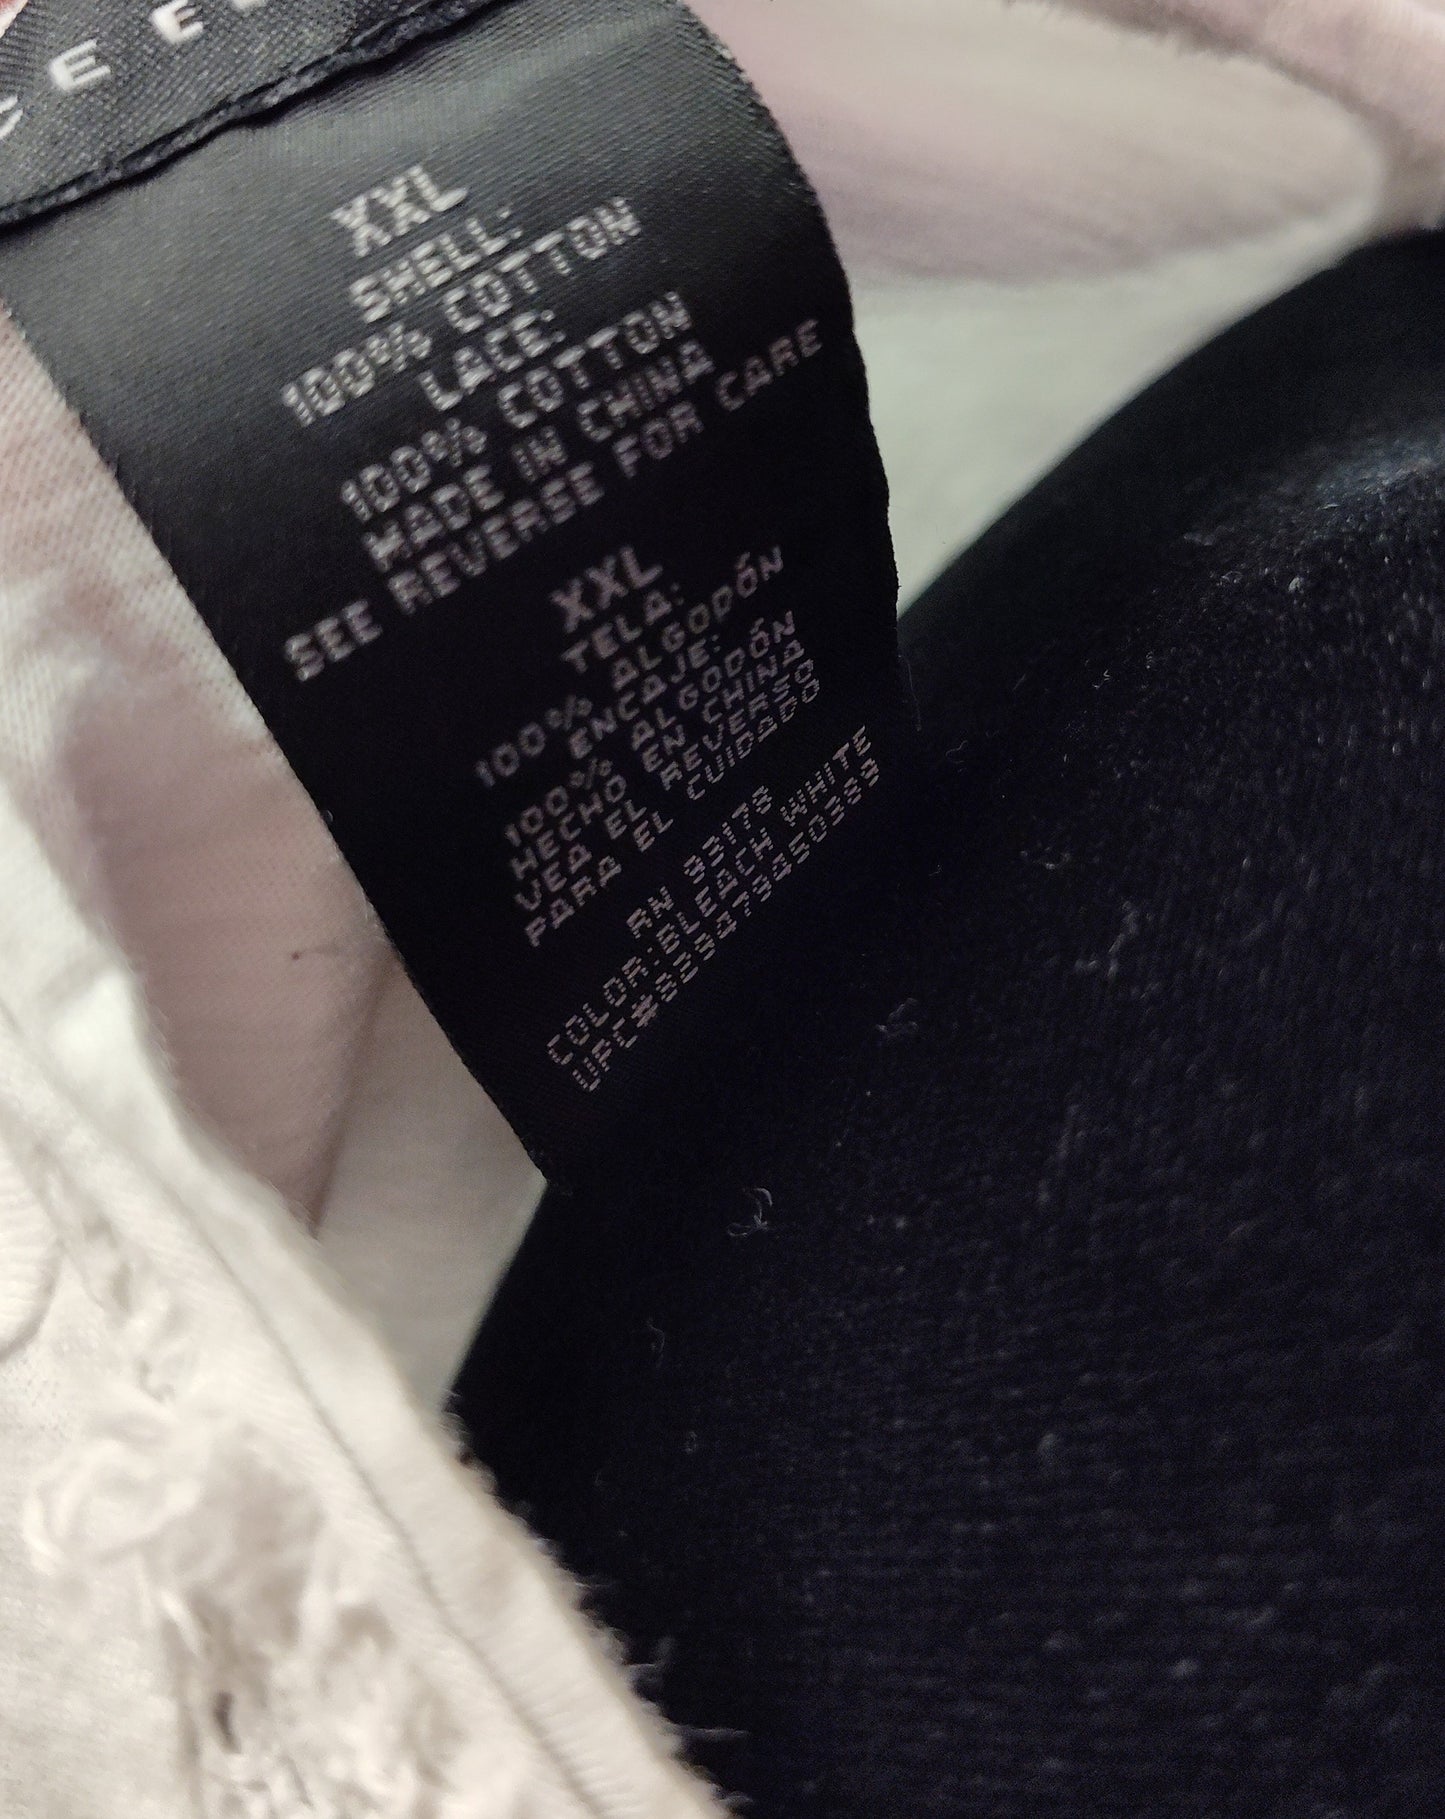 XXL
SHELL:
100% COTTON
LACE:
100% COTTON
MADE IN CHINA
SEE REVERSE FOR CARE
XXL
TELA:
100% ALGODÓN
ENCAJE:
100% ALGODÓN
HECHO EN CHINA
VEA EL REVERSO
PARA EL CUIDADO
RN 93178
COLOR:BLEACH WHITE